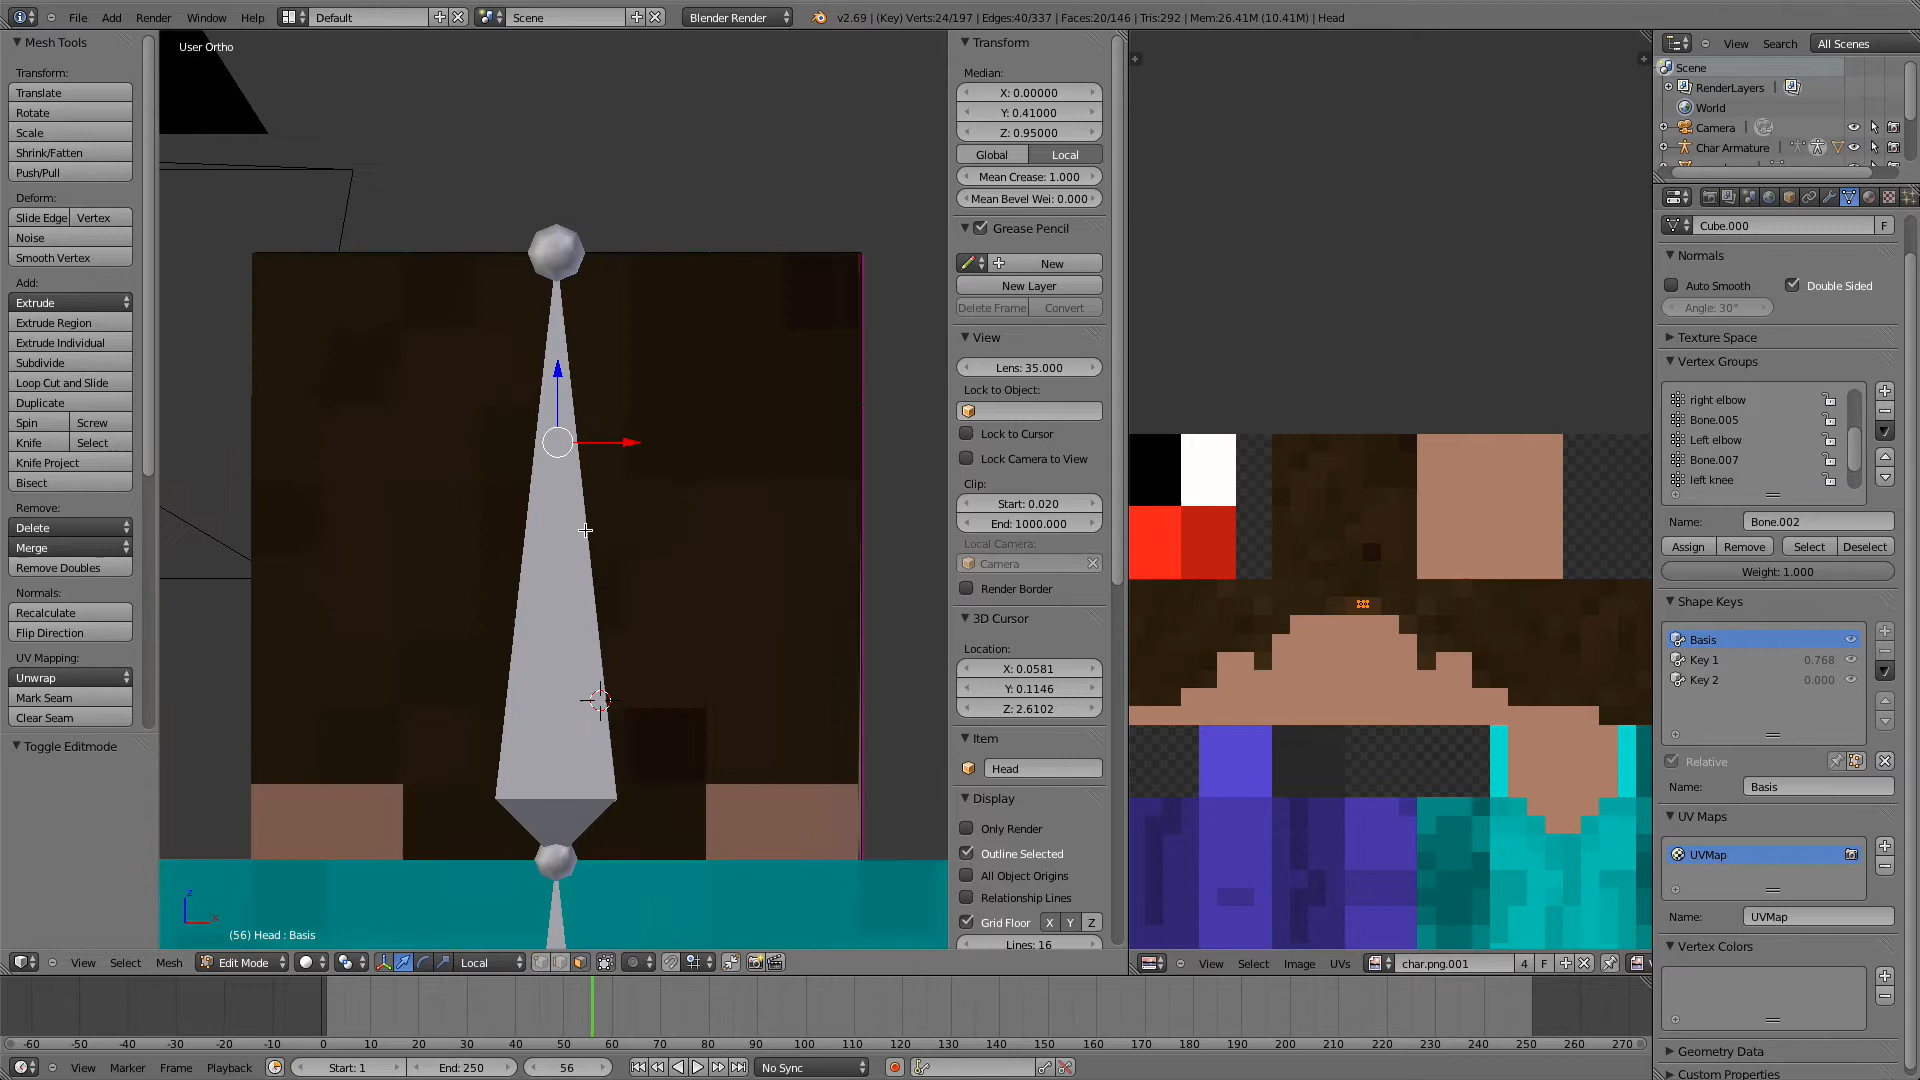 File Add Render Window Help Default Scene Blender Render v2.69 | (Key) Verts:24/197 | Edges:40/337 | Faces:20/146 | Tris:292 | Mem:26.41M (10.41M) | Head
Mesh Tools
Transform:
Translate
Rotate
Scale
Shrink/Fatten
Push/Pull
Deform:
Slide Edge Vertex
Noise
Smooth Vertex
Add:
Extrude
Extrude Region
Extrude Individual
Subdivide
Loop Cut and Slide
Duplicate
Spin Screw
Knife Select
Knife Project
Bisect
Remove:
Delete
Merge
Remove Doubles
Normals:
Recalculate
Flip Direction
UV Mapping:
Unwrap
Mark Seam
Clear Seam
Toggle Editmode
User Ortho
z
x
(56) Head : Basis
View Select Mesh Edit Mode Local
Transform
Median:
X: 0.00000
Y: 0.41000
Z: 0.95000
Global Local
Mean Crease: 1.000
Mean Bevel Wei: 0.000
Grease Pencil
New
New Layer
Delete Frame Convert
View
Lens: 35.000
Lock to Object:
Lock to Cursor
Lock Camera to View
Clip:
Start: 0.020
End: 1000.000
Local Camera:
Camera
Render Border
3D Cursor
Location:
X: 0.0581
Y: 0.1146
Z: 2.6102
Item
Head
Display
Only Render
Outline Selected
All Object Origins
Relationship Lines
Grid Floor X Y Z
Lines: 16
View Select Image UVs char.png.001 4 F
View Search All Scenes
Scene
RenderLayers
World
Camera
Char Armature
Cube.000 F
Normals
Auto Smooth Double Sided
Angle: 30°
Texture Space
Vertex Groups
right elbow
Bone.005
Left elbow
Bone.007
left knee
Name: Bone.002
Assign Remove Select Deselect
Weight: 1.000
Shape Keys
Basis
Key 1 0.768
Key 2 0.000
Relative
Name: Basis
UV Maps
UVMap
Name: UVMap
Vertex Colors
Geometry Data
Custom Properties
-60 -50 -40 -30 -20 -10 0 10 20 30 40 50 60 70 80 90 100 110 120 130 140 150 160 170 180 190 200 210 220 230 240 250 260 270
View Marker Frame Playback Start: 1 End: 250 56 No Sync